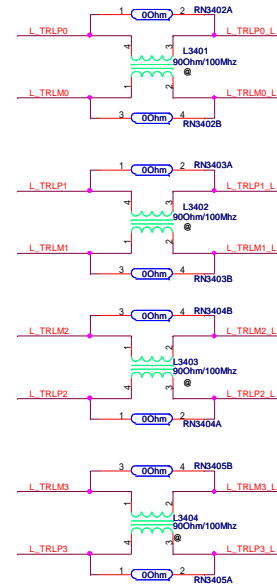 1 0Ohm 2 RN3402A
L_TRLP0 L_TRLP0_L
4 3 L3401
90Ohm/100Mhz
@
1 2
L_TRLM0 L_TRLM0_L
3 0Ohm 4
RN3402B
1 0Ohm 2 RN3403A
L_TRLP1 L_TRLP1_L
4 3 L3402
90Ohm/100Mhz
@
1 2
L_TRLM1 L_TRLM1_L
3 0Ohm 4
RN3403B
3 0Ohm 4 RN3404B
L_TRLM2 L_TRLM2_L
1 2
L3403
90Ohm/100Mhz
@
4 3
L_TRLP2 L_TRLP2_L
1 0Ohm 2
RN3404A
3 0Ohm 4 RN3405B
L_TRLM3 L_TRLM3_L
1 2
L3404
90Ohm/100Mhz
@
4 3
L_TRLP3 L_TRLP3_L
1 0Ohm 2
RN3405A